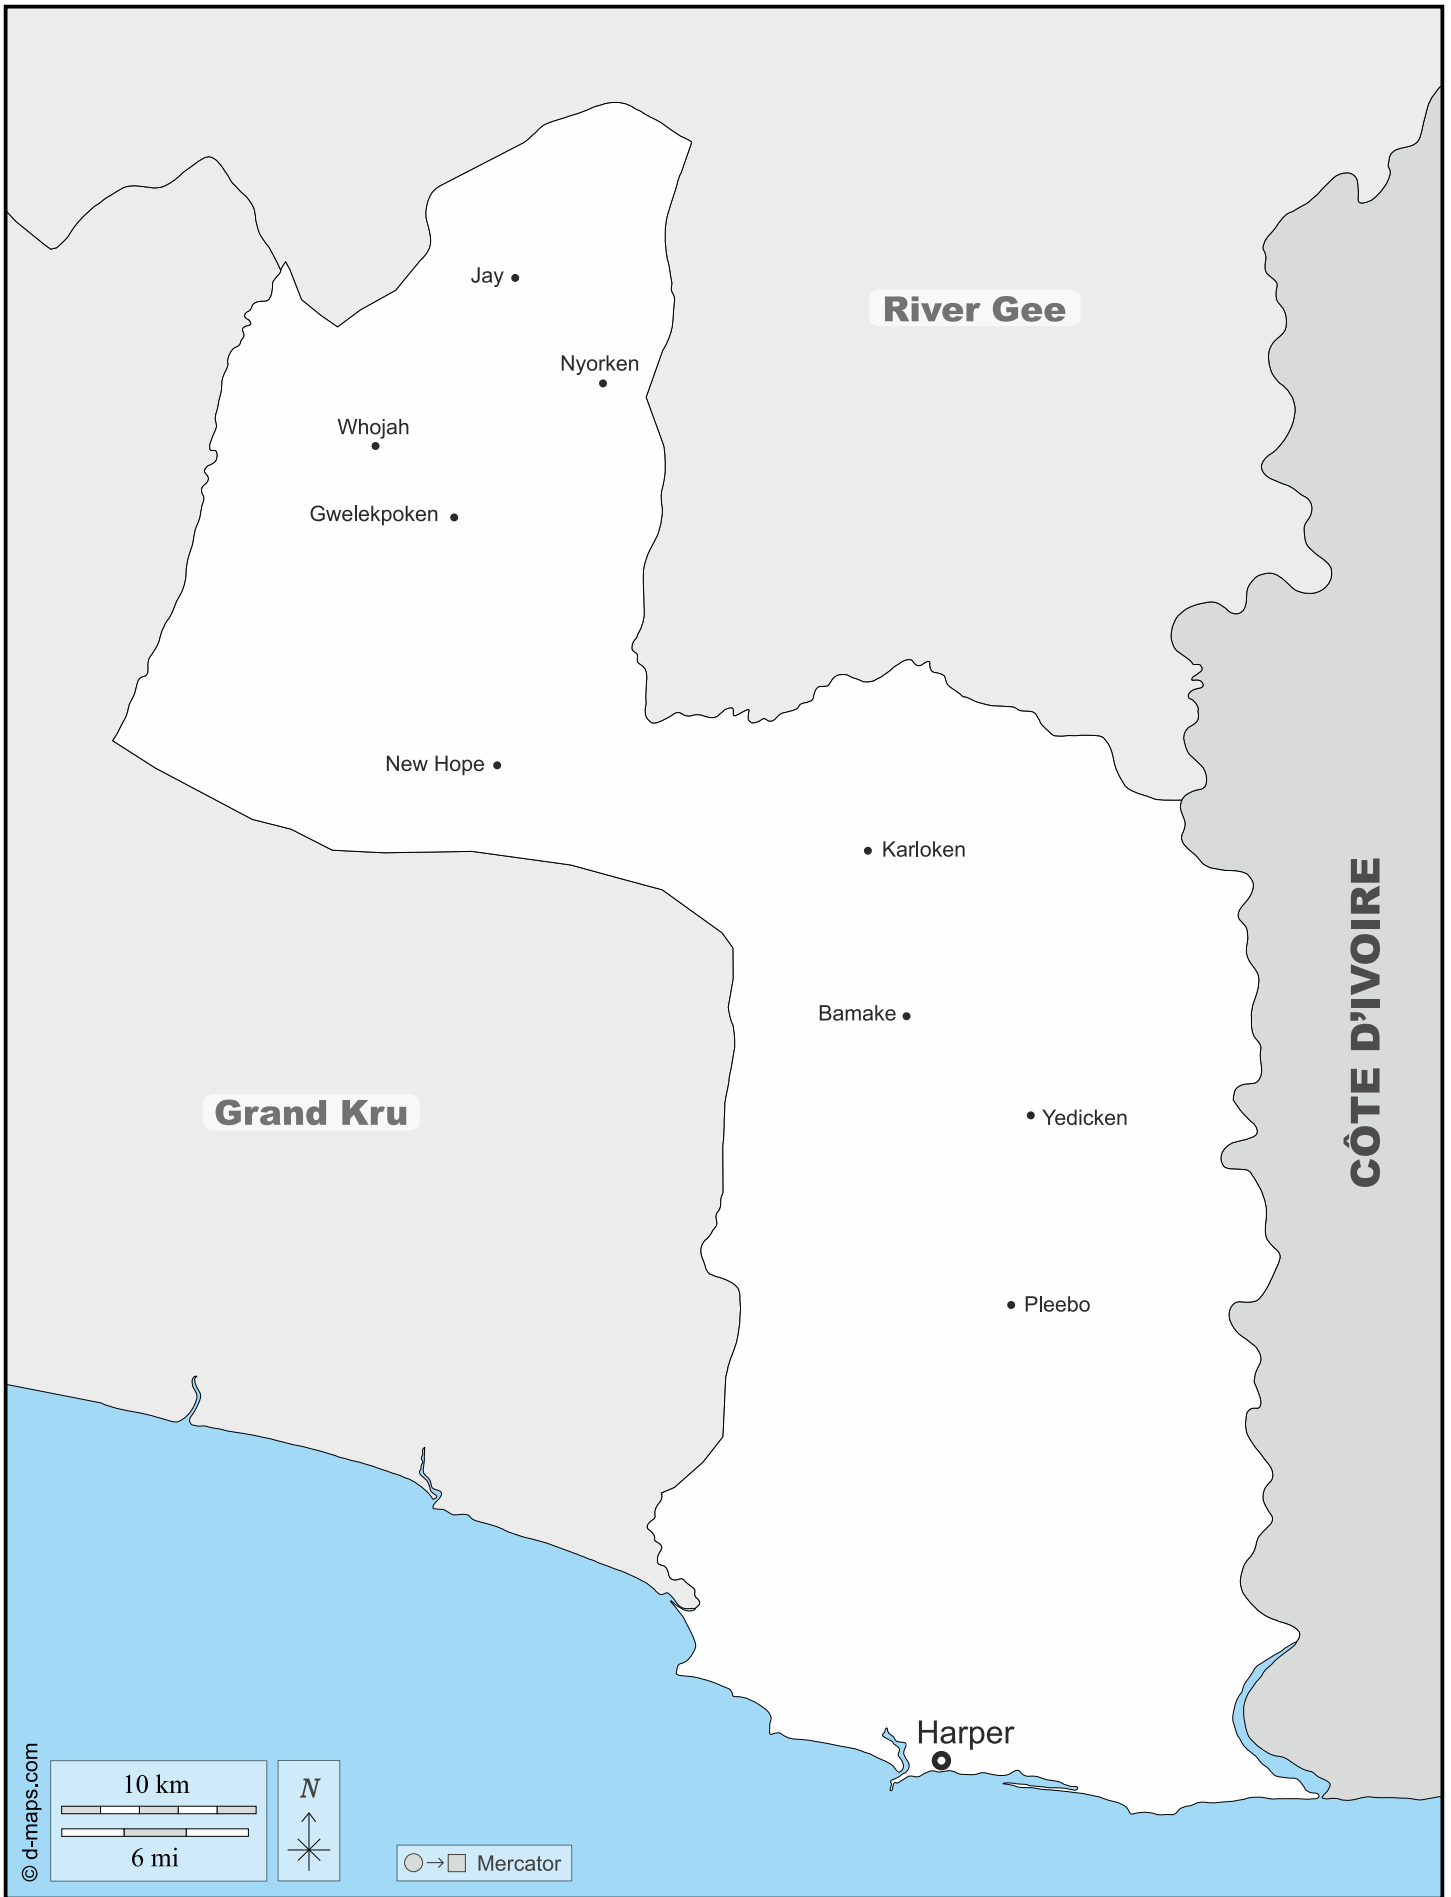 Jay
River Gee
Nyorken
Whojah
Gwelekpoken
New Hope
Karloken
CÔTE D'IVOIRE
Bamake
Grand Kru
Yedicken
Pleebo
Harper
© d-maps.com
10 km
6 mi
N
Mercator